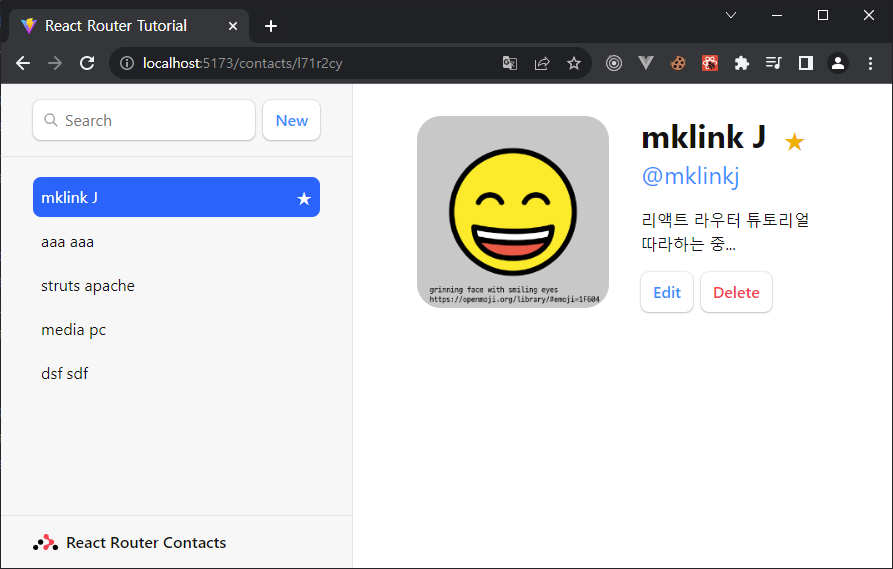 React Router Tutorial
localhost:5173/contacts/l71r2cy
Search
New
mklink J ★
aaa aaa
struts apache
media pc
dsf sdf
React Router Contacts
grinning face with smiling eyes
https://openmoji.org/library/#emoji=1F604
mklink J ★
@mklinkj
리액트 라우터 튜토리얼
따라하는 중...
Edit
Delete